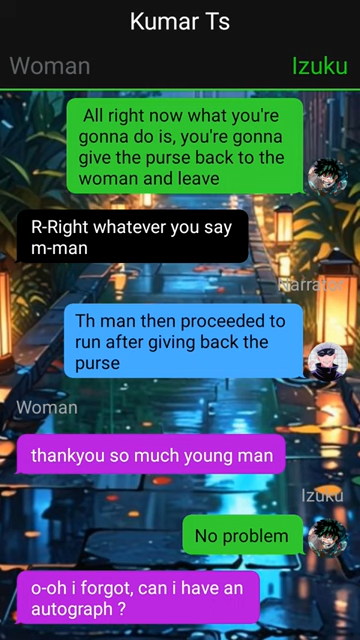 Kumar Ts
Woman
Izuku
All right now what you're
gonna do is, you're gonna
give the purse back to the
woman and leave
R-Right whatever you say
m-man
Narrator
Th man then proceeded to
run after giving back the
purse
Woman
thankyou so much young man
Izuku
No problem
o-oh i forgot, can i have an
autograph ?